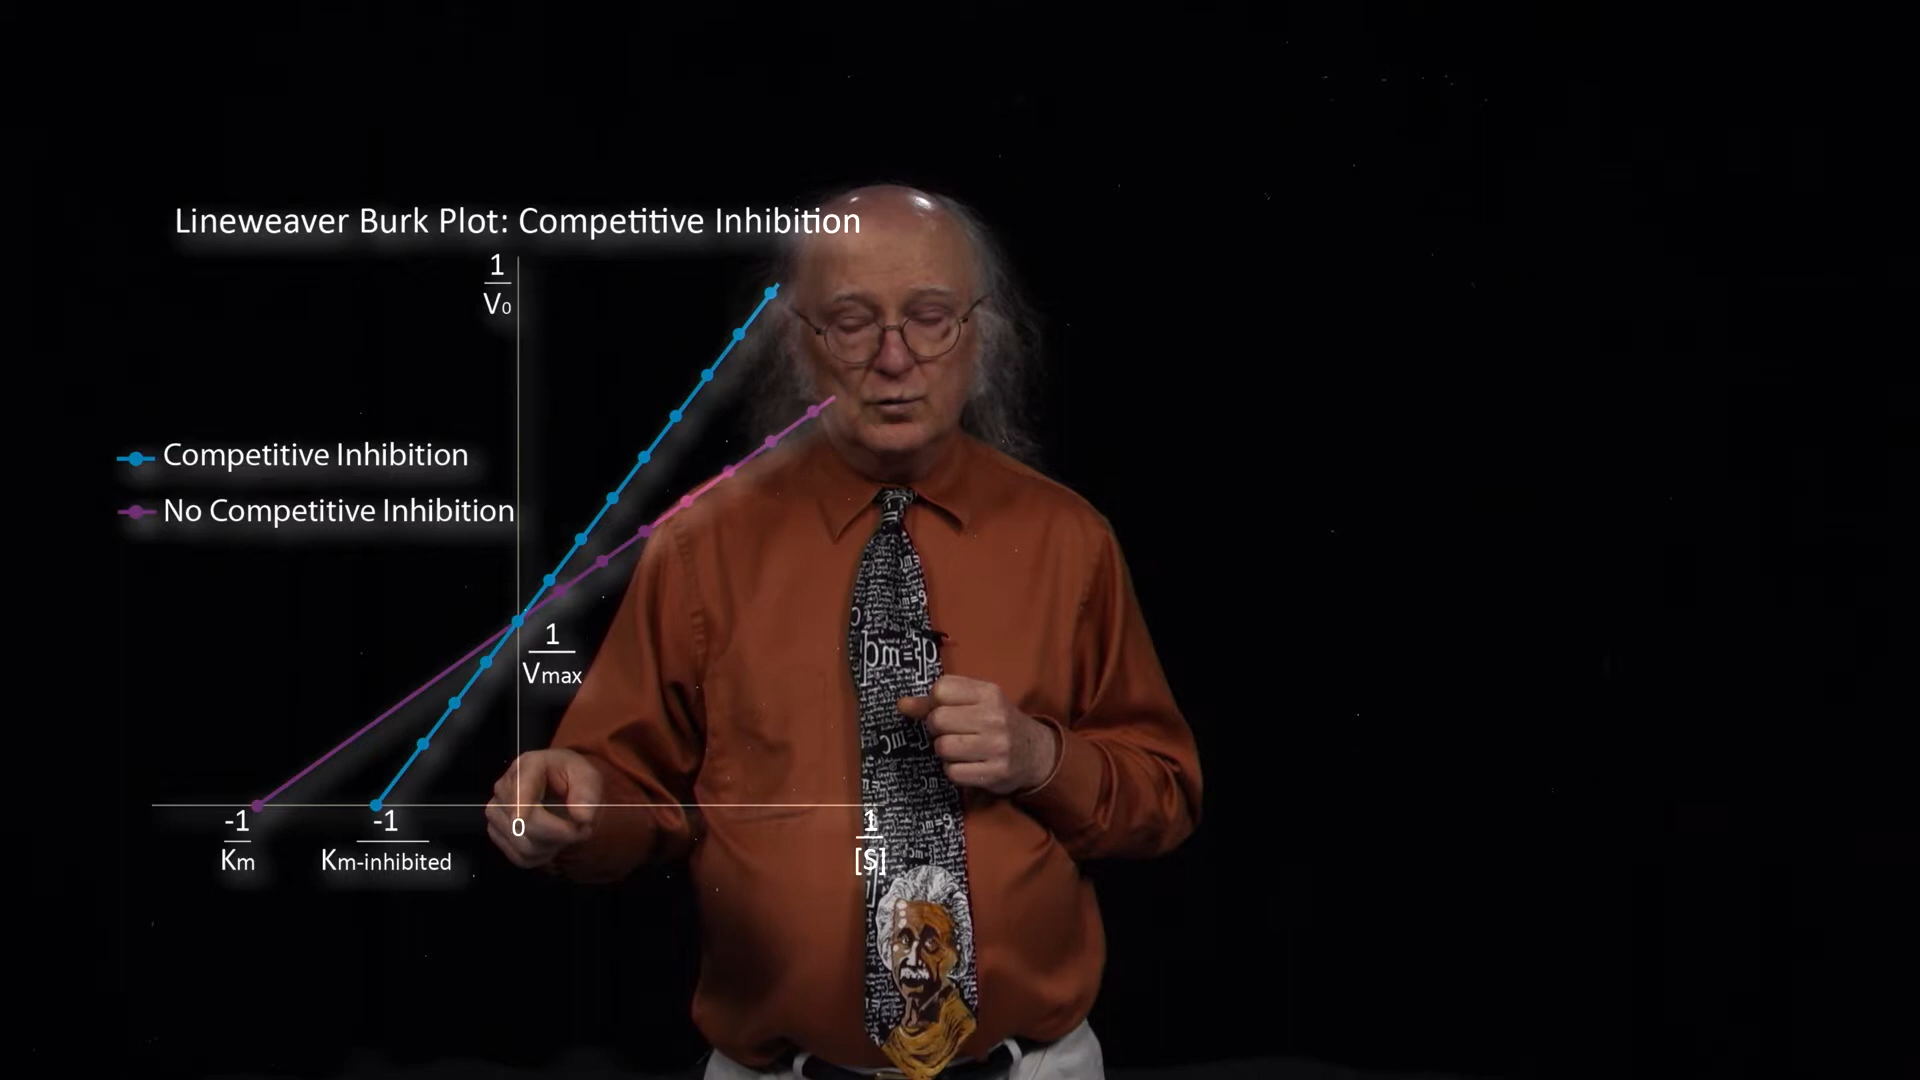 Lineweaver Burk Plot: Competitive Inhibition
1
V₀
Competitive Inhibition
No Competitive Inhibition
1
Vmax
-1
Km
-1
Km-inhibited
0
1
[S]